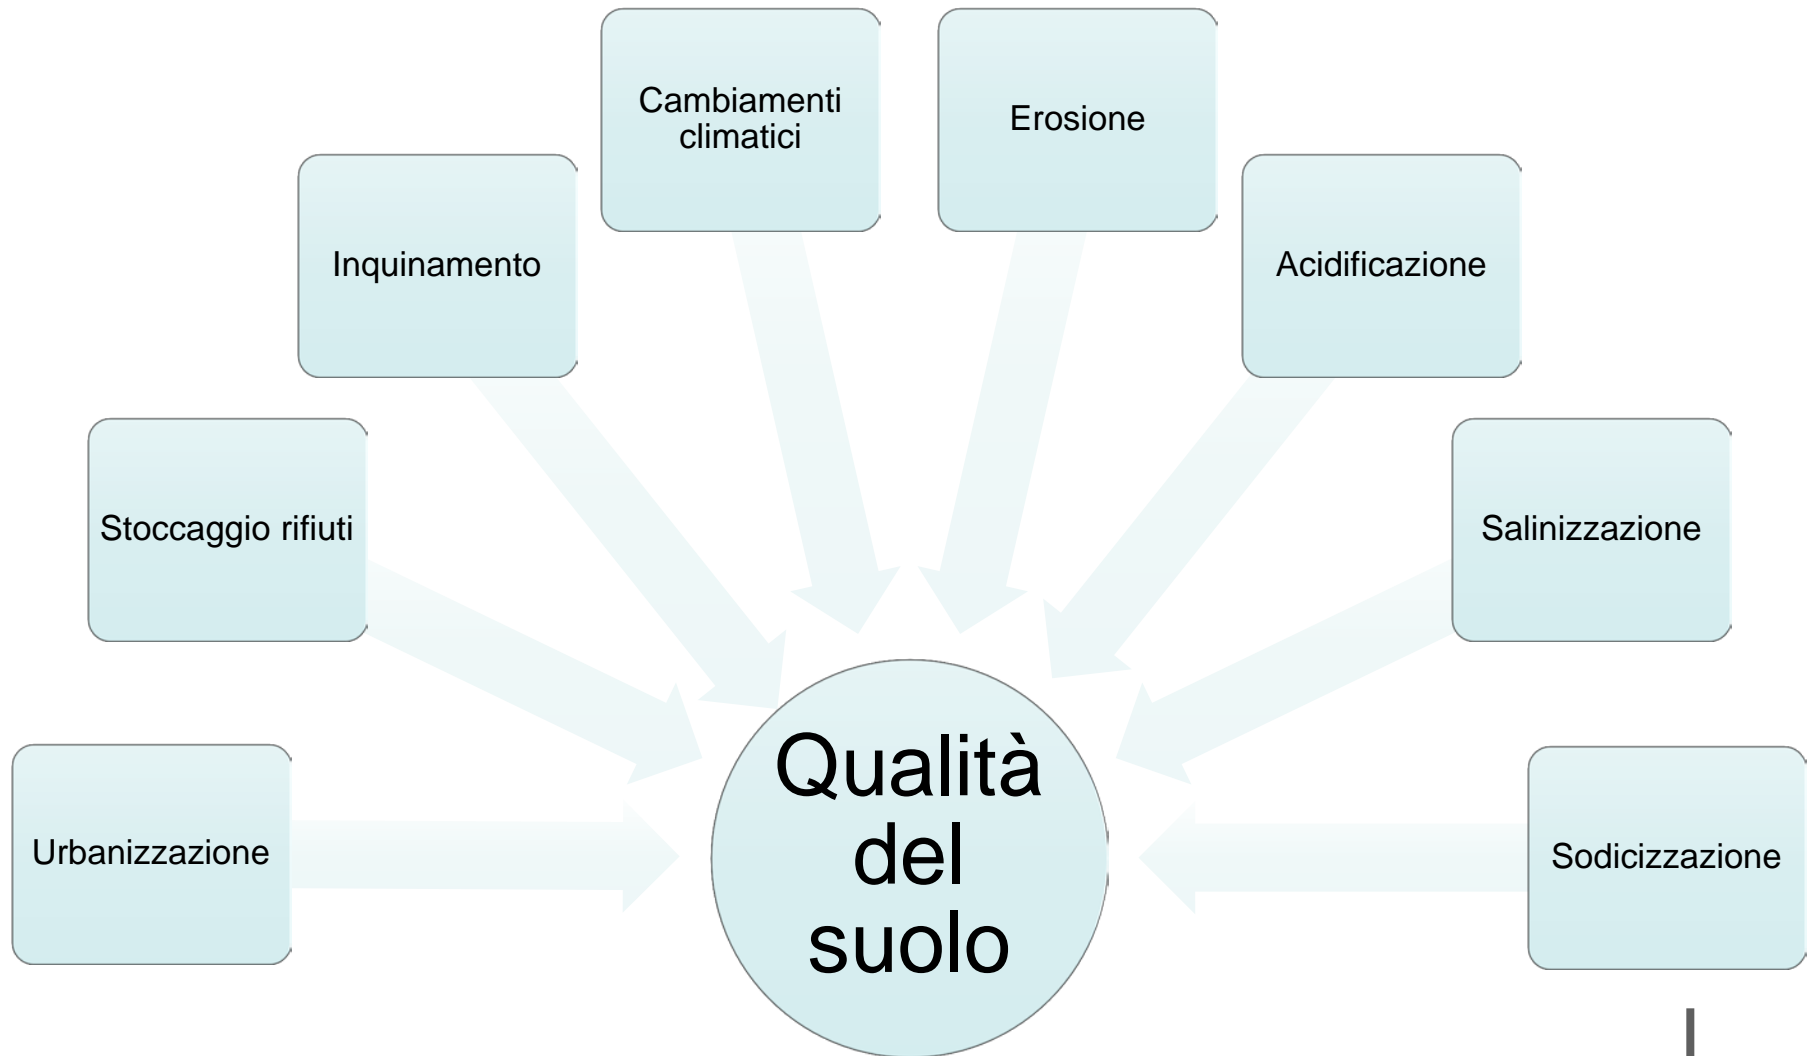 Cambiamenti
climatici
Erosione
Inquinamento
Acidificazione
Stoccaggio rifiuti
Salinizzazione
Urbanizzazione
Qualità
del
suolo
Sodicizzazione